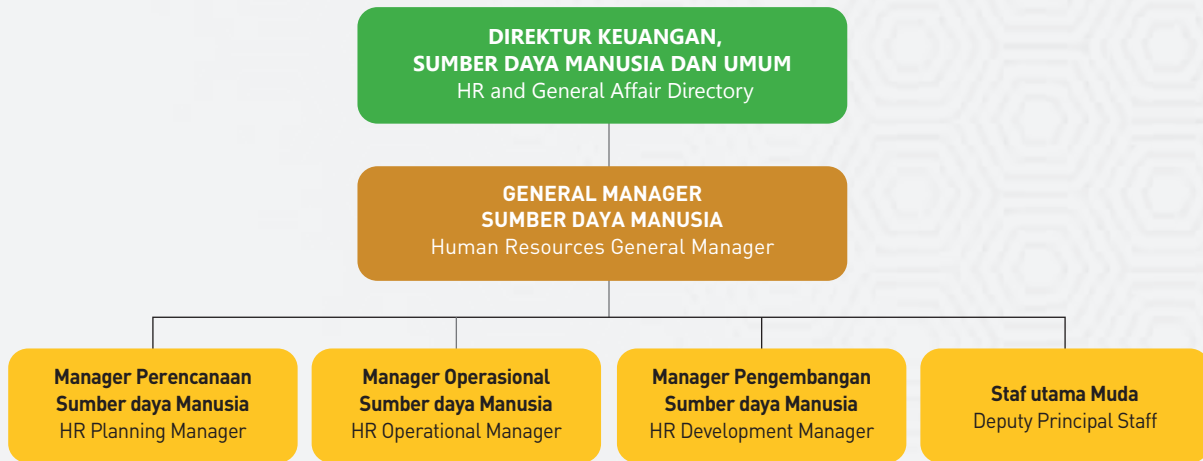 DIREKTUR KEUANGAN,
SUMBER DAYA MANUSIA DAN UMUM
HR and General Affair Directory
GENERAL MANAGER
SUMBER DAYA MANUSIA
Human Resources General Manager
Manager Perencanaan
Sumber daya Manusia
HR Planning Manager
Manager Operasional
Sumber daya Manusia
HR Operational Manager
Manager Pengembangan
Sumber daya Manusia
HR Development Manager
Staf utama Muda
Deputy Principal Staff